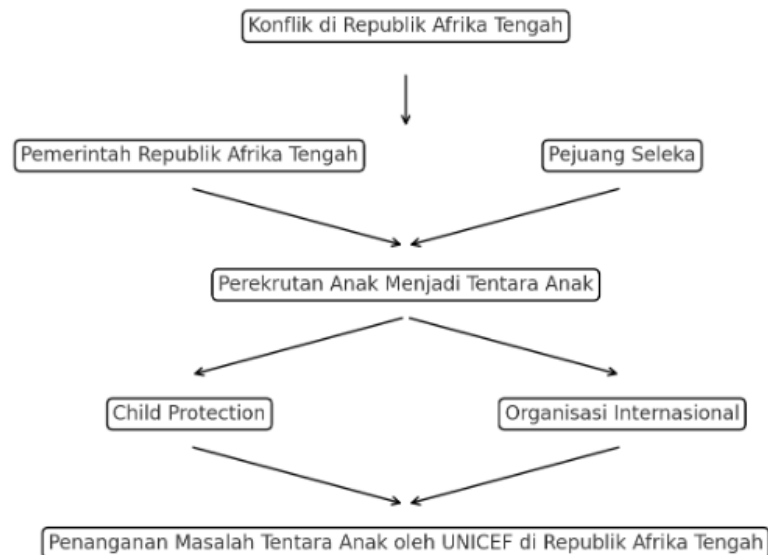 Konflik di Republik Afrika Tengah
Pemerintah Republik Afrika Tengah
Pejuang Seleka
Perekrutan Anak Menjadi Tentara Anak
Child Protection
Organisasi Internasional
Penanganan Masalah Tentara Anak oleh UNICEF di Republik Afrika Tengah